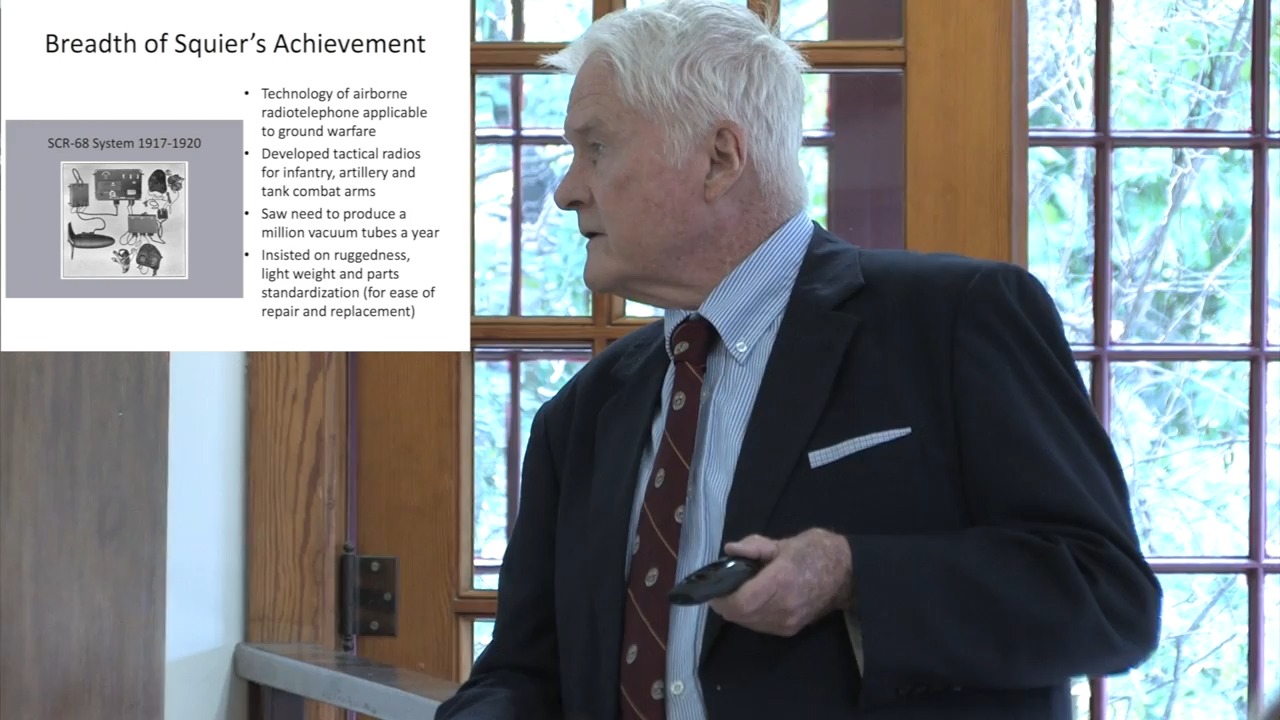 Breadth of Squier's Achievement
SCR-68 System 1917-1920
• Technology of airborne
radiotelephone applicable
to ground warfare
• Developed tactical radios
for infantry, artillery and
tank combat arms
• Saw need to produce a
million vacuum tubes a year
• Insisted on ruggedness,
light weight and parts
standardization (for ease of
repair and replacement)